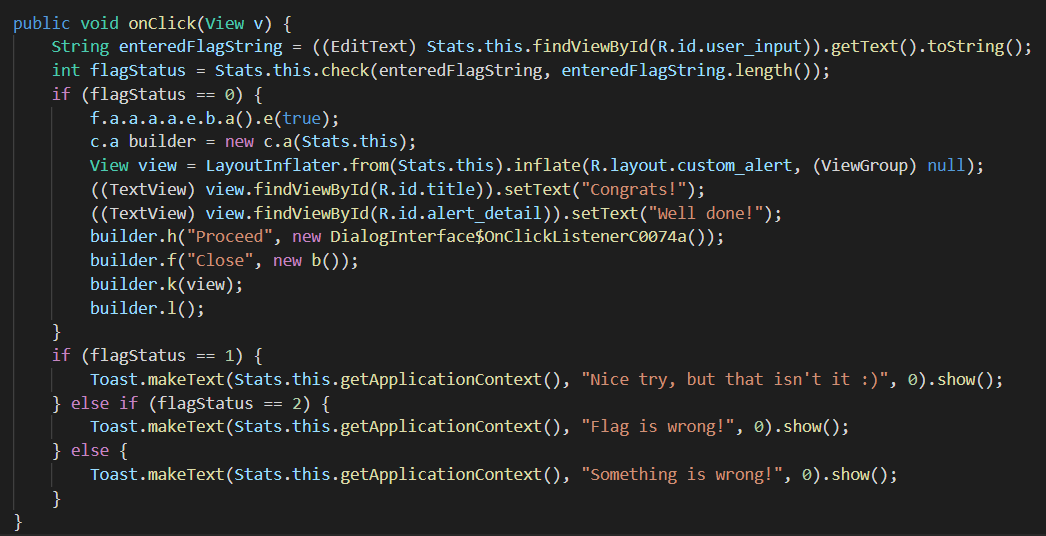 public void onClick(View v) {
    String enteredFlagString = ((EditText) Stats.this.findViewById(R.id.user_input)).getText().toString();
    int flagStatus = Stats.this.check(enteredFlagString, enteredFlagString.length());
    if (flagStatus == 0) {
        f.a.a.a.a.e.b.a().e(true);
        c.a builder = new c.a(Stats.this);
        View view = LayoutInflater.from(Stats.this).inflate(R.layout.custom_alert, (ViewGroup) null);
        ((TextView) view.findViewById(R.id.title)).setText("Congrats!");
        ((TextView) view.findViewById(R.id.alert_detail)).setText("Well done!");
        builder.h("Proceed", new DialogInterface$OnClickListenerC0074a());
        builder.f("Close", new b());
        builder.k(view);
        builder.l();
    }
    if (flagStatus == 1) {
        Toast.makeText(Stats.this.getApplicationContext(), "Nice try, but that isn't it :)", 0).show();
    } else if (flagStatus == 2) {
        Toast.makeText(Stats.this.getApplicationContext(), "Flag is wrong!", 0).show();
    } else {
        Toast.makeText(Stats.this.getApplicationContext(), "Something is wrong!", 0).show();
    }
}